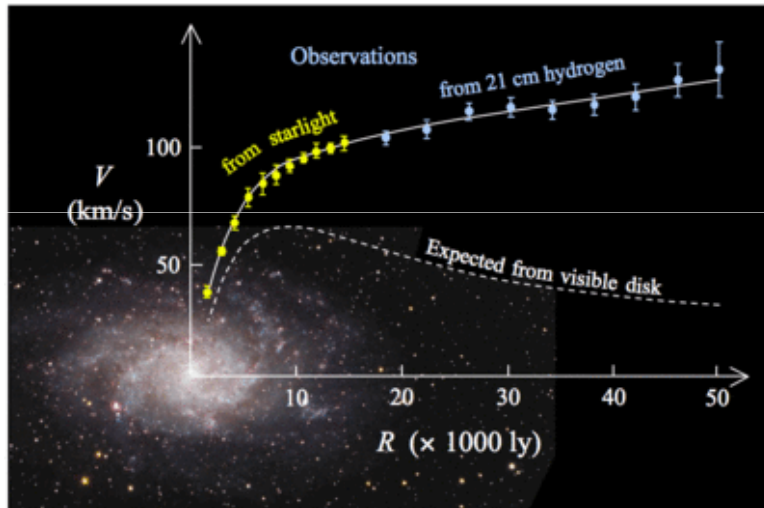 Observations
from 21 cm hydrogen
from starlight
100
V
(km/s)
50
Expected from visible disk
10
20
30
40
50
R (× 1000 ly)